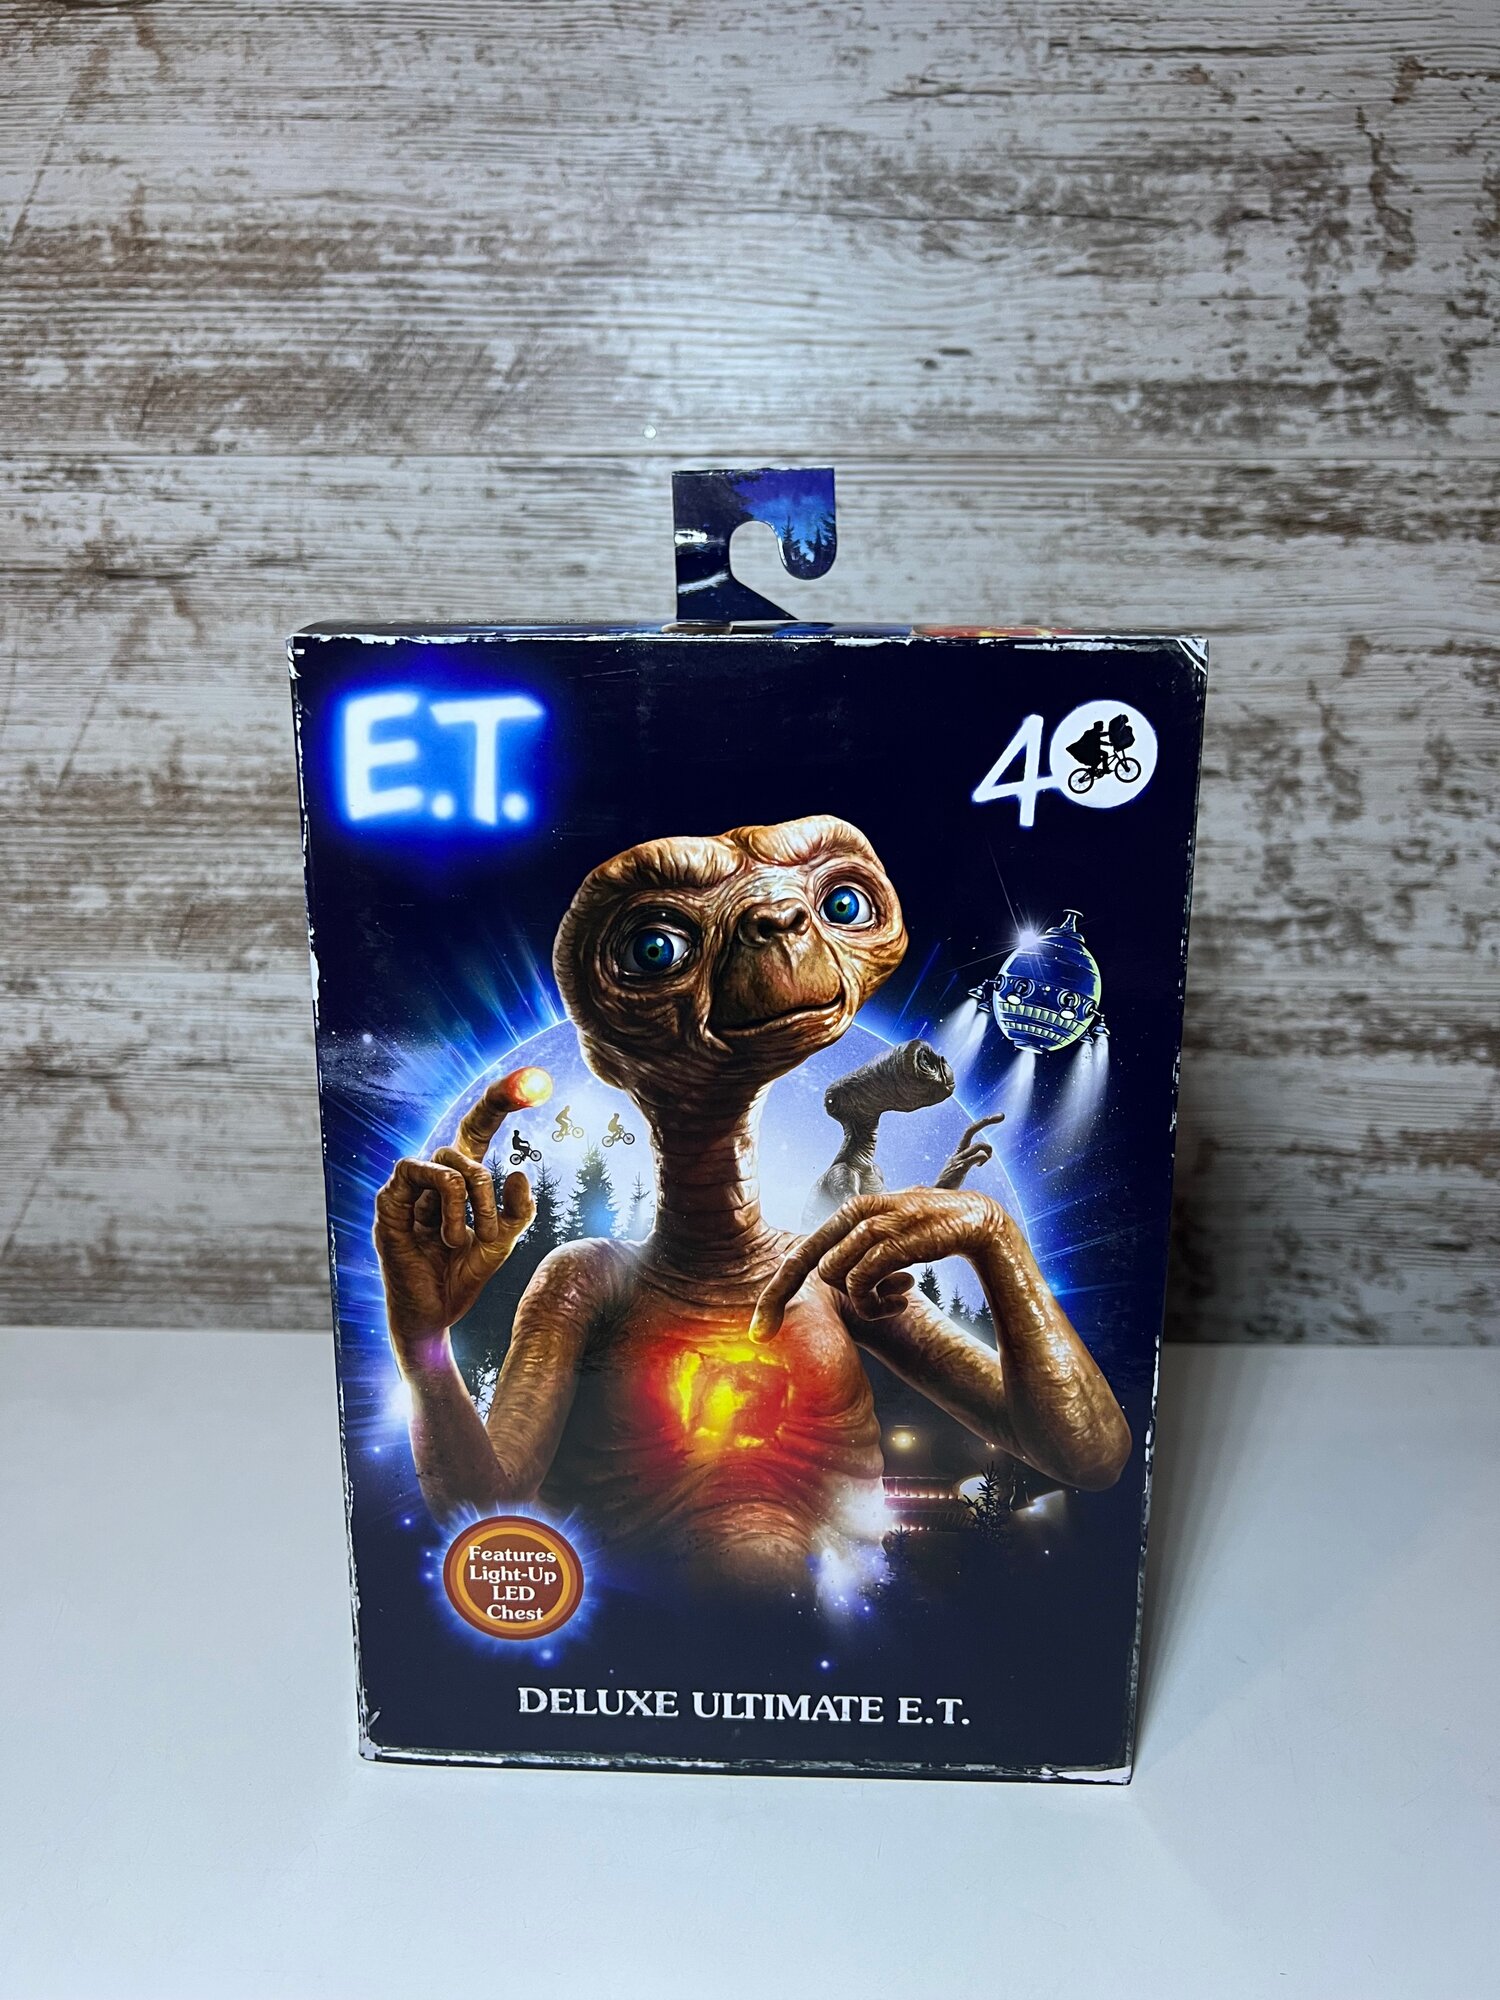 E.T.
40
Features
Light-Up
LED
Chest
DELUXE ULTIMATE E.T.